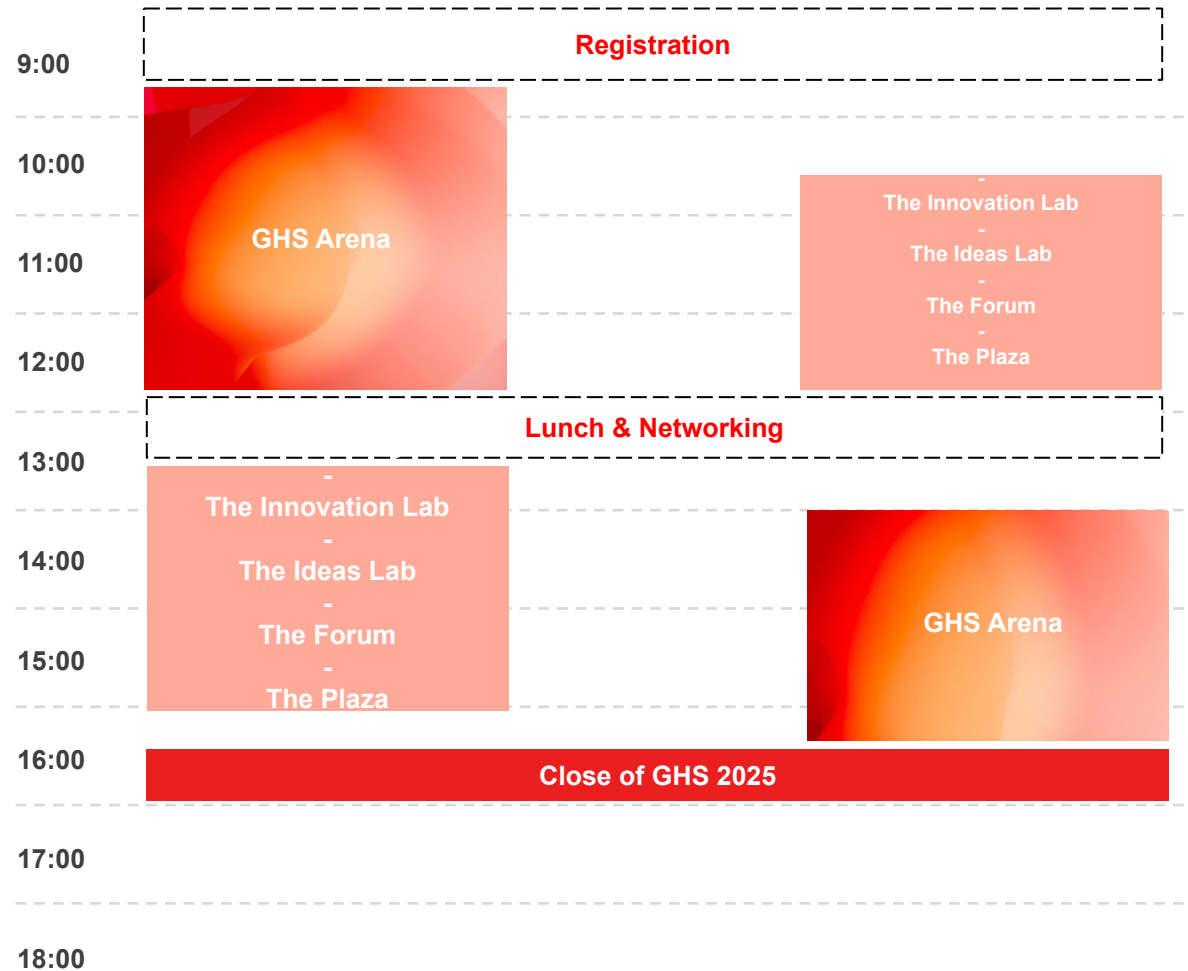 Registration
9:00
10:00
GHS Arena
-
The Innovation Lab
-
The Ideas Lab
-
The Forum
-
The Plaza
11:00
12:00
Lunch & Networking
13:00
-
The Innovation Lab
-
The Ideas Lab
-
The Forum
-
The Plaza
14:00
GHS Arena
15:00
16:00
Close of GHS 2025
17:00
18:00